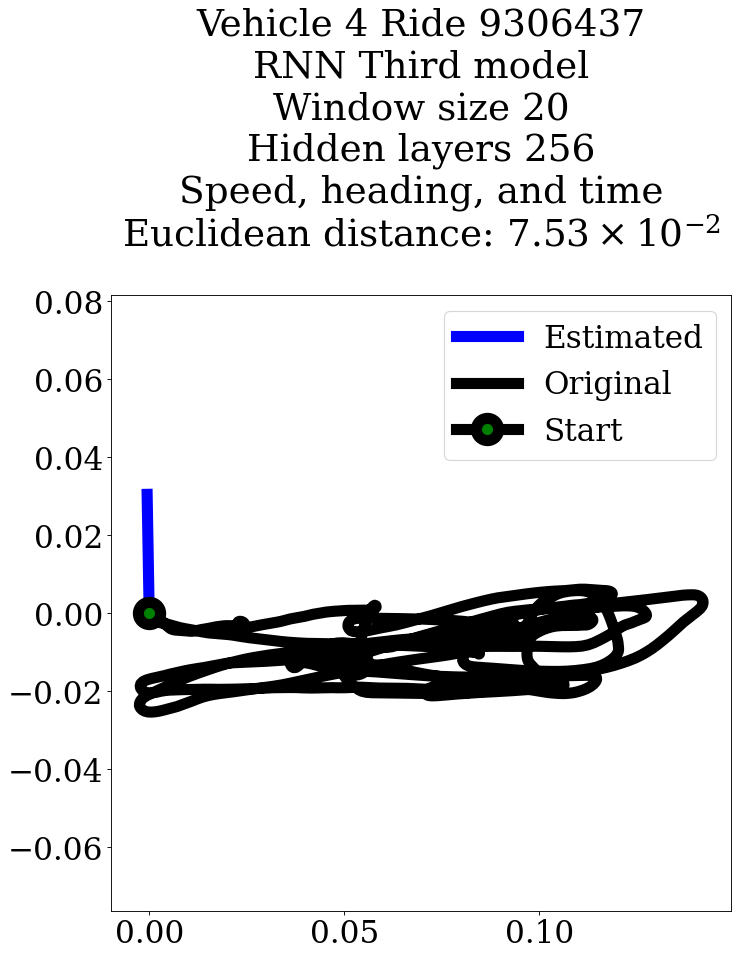 Vehicle 4 Ride 9306437
RNN Third model
Window size 20
Hidden layers 256
Speed, heading, and time
Euclidean distance: 7.53 × 10⁻²
0.08
0.06
0.04
0.02
0.00
−0.02
−0.04
−0.06
Estimated
Original
Start
0.00 0.05 0.10